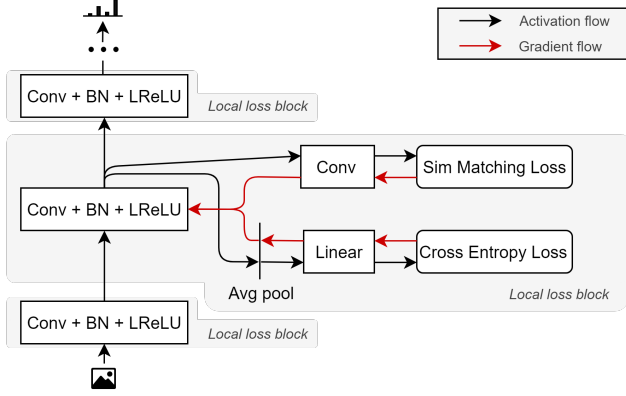 Activation flow
Gradient flow
Conv + BN + LReLU
Local loss block
Conv
Sim Matching Loss
Conv + BN + LReLU
Linear
Cross Entropy Loss
Avg pool
Local loss block
Conv + BN + LReLU
Local loss block